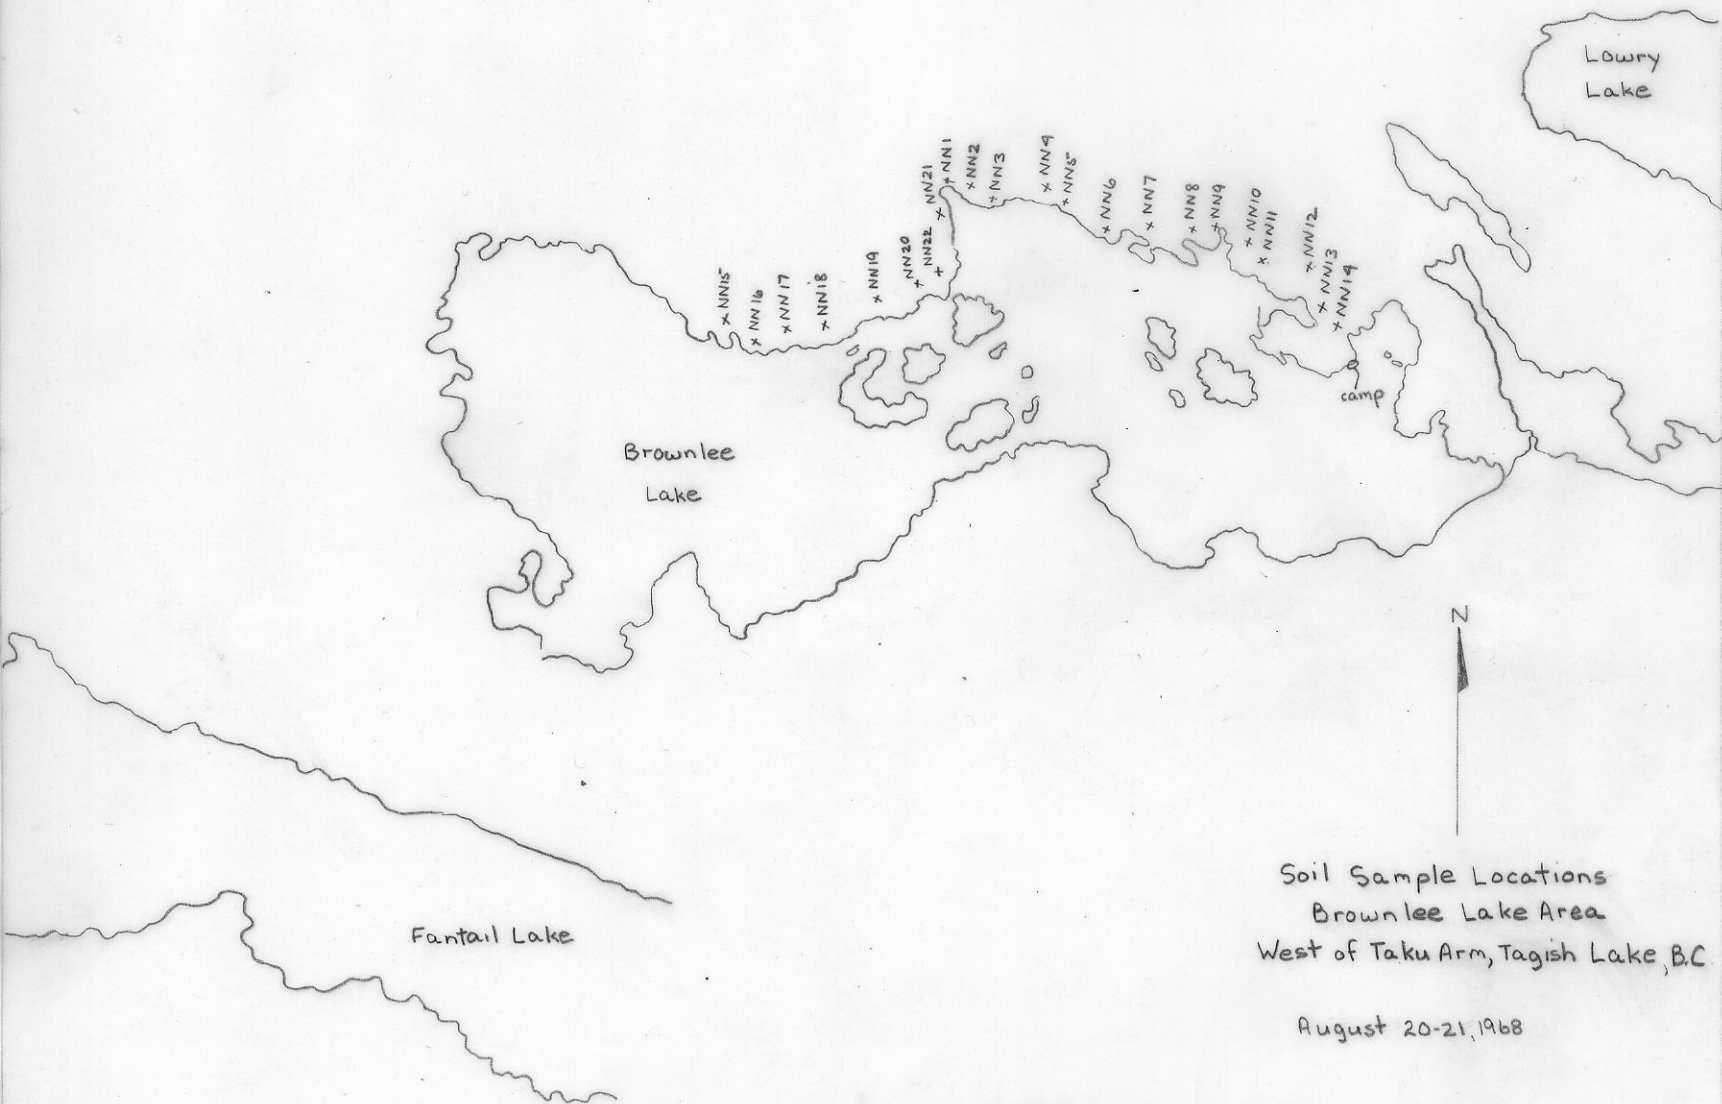 Lowry
Lake
NN1
NN2
NN3
NN4
NN5
NN6
NN7
NN8
NN9
NN10
NN11
NN12
NN13
NN14
NN15
NN16
NN17
NN18
NN19
NN20
NN22
NN21
camp
Brownlee
Lake
N
Fantail Lake
Soil Sample Locations
Brownlee Lake Area
West of Taku Arm, Tagish Lake, B.C
August 20-21, 1968